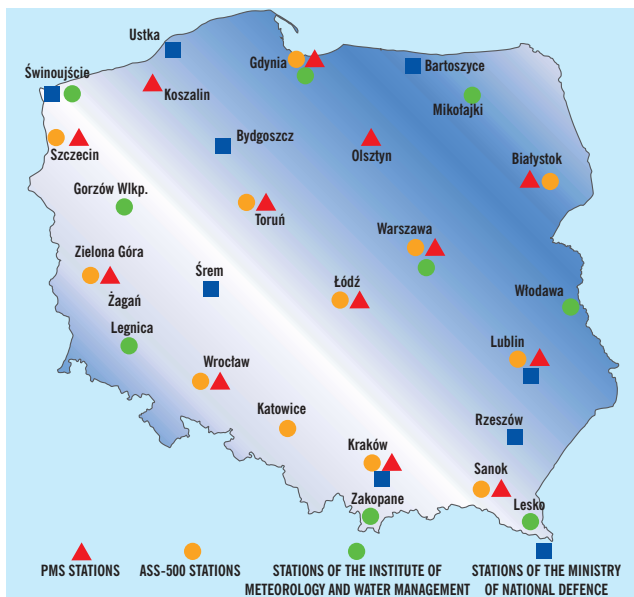 Ustka
Gdynia
Bartoszyce
Świnoujście
Koszalin
Mikołajki
Bydgoszcz
Szczecin
Olsztyn
Białystok
Gorzów Wlkp.
Toruń
Warszawa
Zielona Góra
Śrem
Łódź
Żagań
Włodawa
Legnica
Lublin
Wrocław
Katowice
Rzeszów
Kraków
Sanok
Zakopane
Lesko
PMS STATIONS
ASS-500 STATIONS
STATIONS OF THE INSTITUTE OF
METEOROLOGY AND WATER MANAGEMENT
STATIONS OF THE MINISTRY
OF NATIONAL DEFENCE